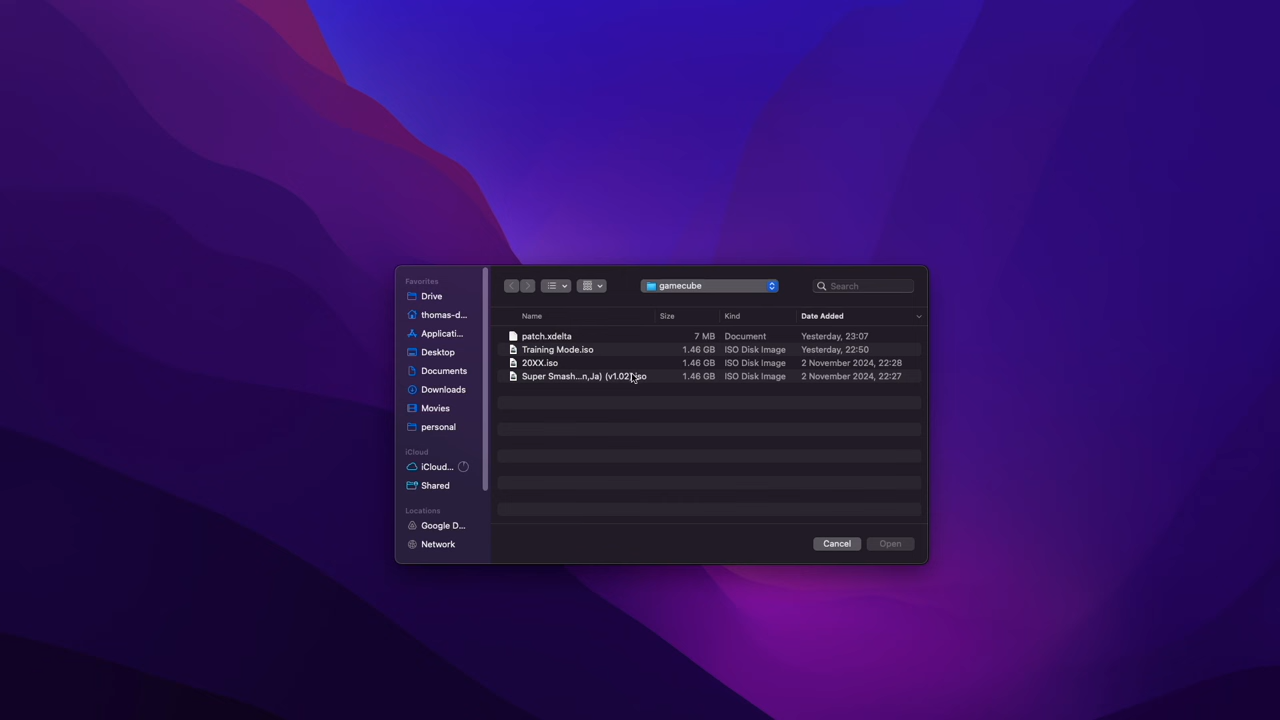 Favorites
Drive
thomas-d...
Applicati...
Desktop
Documents
Downloads
Movies
personal
iCloud
iCloud...
Shared
Locations
Google D...
Network
gamecube
Search
Name Size Kind Date Added
patch.xdelta 7 MB Document Yesterday, 23:07
Training Mode.iso 1.46 GB ISO Disk Image Yesterday, 22:50
20XX.iso 1.46 GB ISO Disk Image 2 November 2024, 22:28
Super Smash...n,Ja) (v1.02).iso 1.46 GB ISO Disk Image 2 November 2024, 22:27
Cancel Open